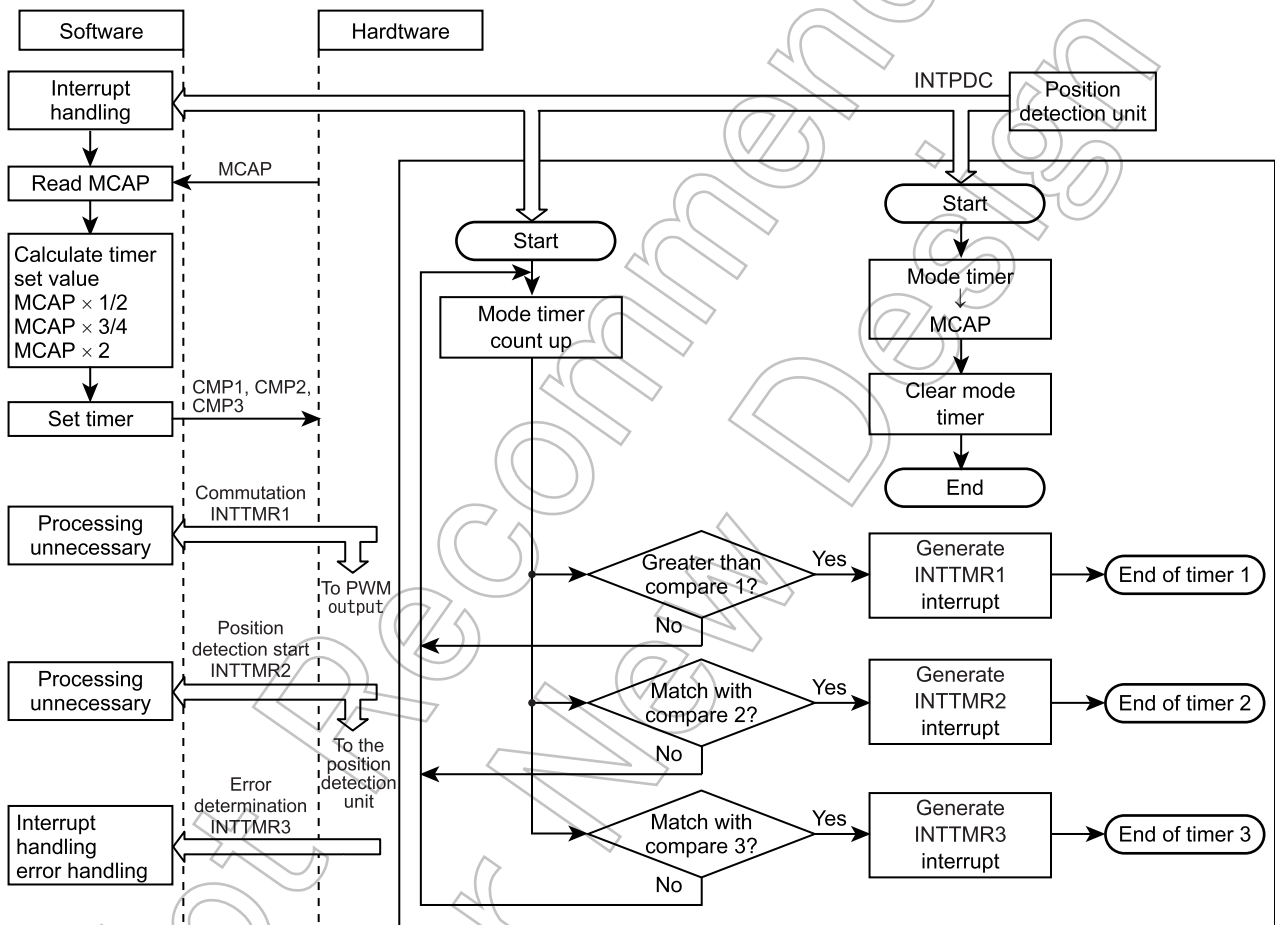 Software
Hardtware
Interrupt
handling
INTPDC
Position
detection unit
Read MCAP
MCAP
Start
Start
Calculate timer
set value
MCAP × 1/2
MCAP × 3/4
MCAP × 2
Mode timer
count up
Mode timer
↓
MCAP
Clear mode
timer
Set timer
CMP1, CMP2,
CMP3
End
Commutation
INTTMR1
Processing
unnecessary
To PWM
output
Greater than
compare 1?
Yes
No
Generate
INTTMR1
interrupt
End of timer 1
Position
detection start
INTTMR2
Processing
unnecessary
To the
position
detection
unit
Match with
compare 2?
Yes
No
Generate
INTTMR2
interrupt
End of timer 2
Error
determination
INTTMR3
Interrupt
handling
error handling
Match with
compare 3?
Yes
No
Generate
INTTMR3
interrupt
End of timer 3
ot Recommende
r New Design